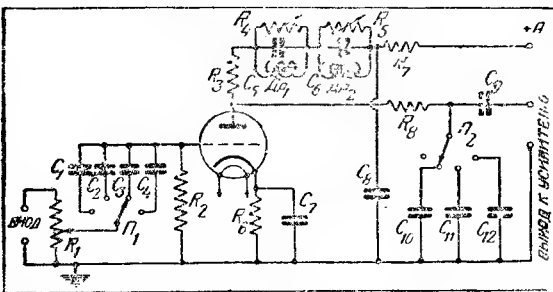 R4
R5
+А
C5
Др1
C6
Др2
R7
R3
C9
R8
П2
C1
C2
C3
C4
R2
C8
ВХОД
R1
П1
R6
C7
C10
C11
C12
ВЫХОД К УСИЛИТЕЛЮ